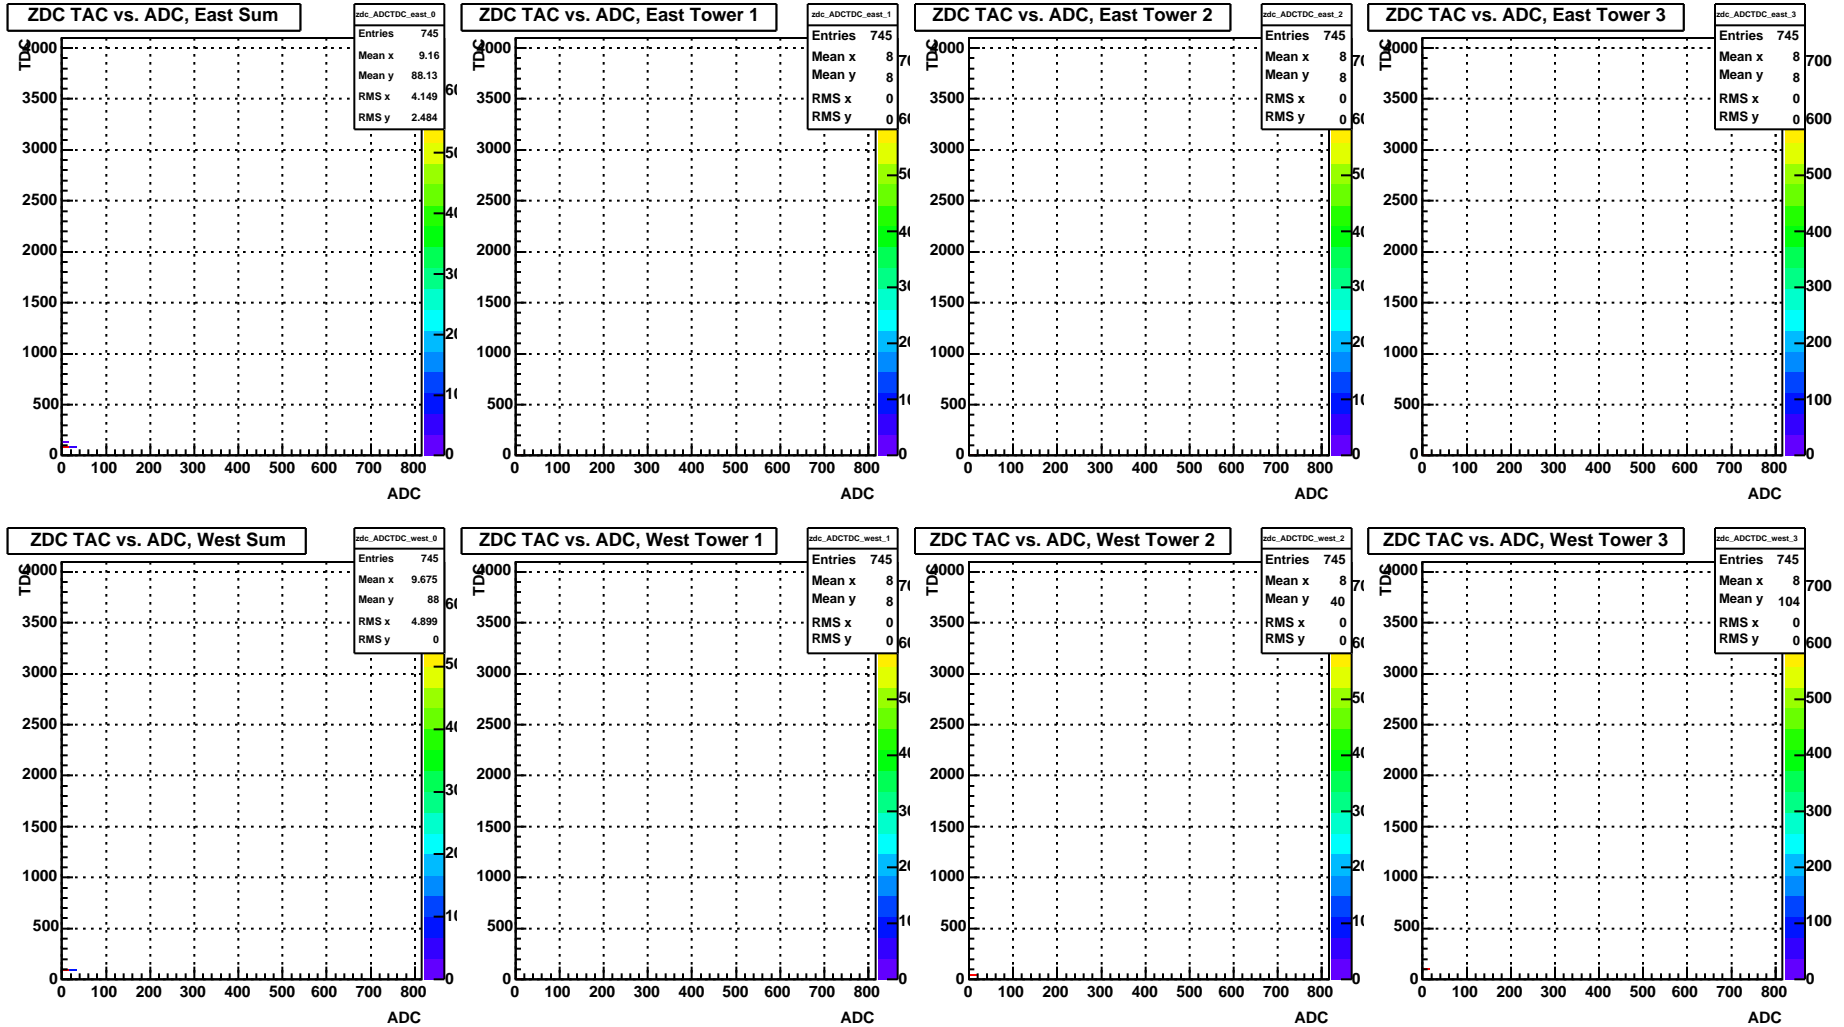 ZDC TAC vs. ADC, East Sum
zdc_ADCTDC_east_0
Entries 745
Mean x 9.16
Mean y 88.13
RMS x 4.149
RMS y 2.484
TDC
4000
3500
3000
2500
2000
1500
1000
500
0
0 100 200 300 400 500 600 700 800
ADC
ZDC TAC vs. ADC, East Tower 1
zdc_ADCTDC_east_1
Entries 745
Mean x 8
Mean y 8
RMS x 0
RMS y 0
TDC
4000
3500
3000
2500
2000
1500
1000
500
0
0 100 200 300 400 500 600 700 800
ADC
ZDC TAC vs. ADC, East Tower 2
zdc_ADCTDC_east_2
Entries 745
Mean x 8
Mean y 8
RMS x 0
RMS y 0
TDC
4000
3500
3000
2500
2000
1500
1000
500
0
0 100 200 300 400 500 600 700 800
ADC
ZDC TAC vs. ADC, East Tower 3
zdc_ADCTDC_east_3
Entries 745
Mean x 8
Mean y 8
RMS x 0
RMS y 0
TDC
4000
3500
3000
2500
2000
1500
1000
500
0
0 100 200 300 400 500 600 700 800
ADC
700
600
500
400
300
200
100
0
ZDC TAC vs. ADC, West Sum
zdc_ADCTDC_west_0
Entries 745
Mean x 9.675
Mean y 88
RMS x 4.899
RMS y 0
TDC
4000
3500
3000
2500
2000
1500
1000
500
0
0 100 200 300 400 500 600 700 800
ADC
ZDC TAC vs. ADC, West Tower 1
zdc_ADCTDC_west_1
Entries 745
Mean x 8
Mean y 8
RMS x 0
RMS y 0
TDC
4000
3500
3000
2500
2000
1500
1000
500
0
0 100 200 300 400 500 600 700 800
ADC
ZDC TAC vs. ADC, West Tower 2
zdc_ADCTDC_west_2
Entries 745
Mean x 8
Mean y 40
RMS x 0
RMS y 0
TDC
4000
3500
3000
2500
2000
1500
1000
500
0
0 100 200 300 400 500 600 700 800
ADC
ZDC TAC vs. ADC, West Tower 3
zdc_ADCTDC_west_3
Entries 745
Mean x 8
Mean y 104
RMS x 0
RMS y 0
TDC
4000
3500
3000
2500
2000
1500
1000
500
0
0 100 200 300 400 500 600 700 800
ADC
700
600
500
400
300
200
100
0